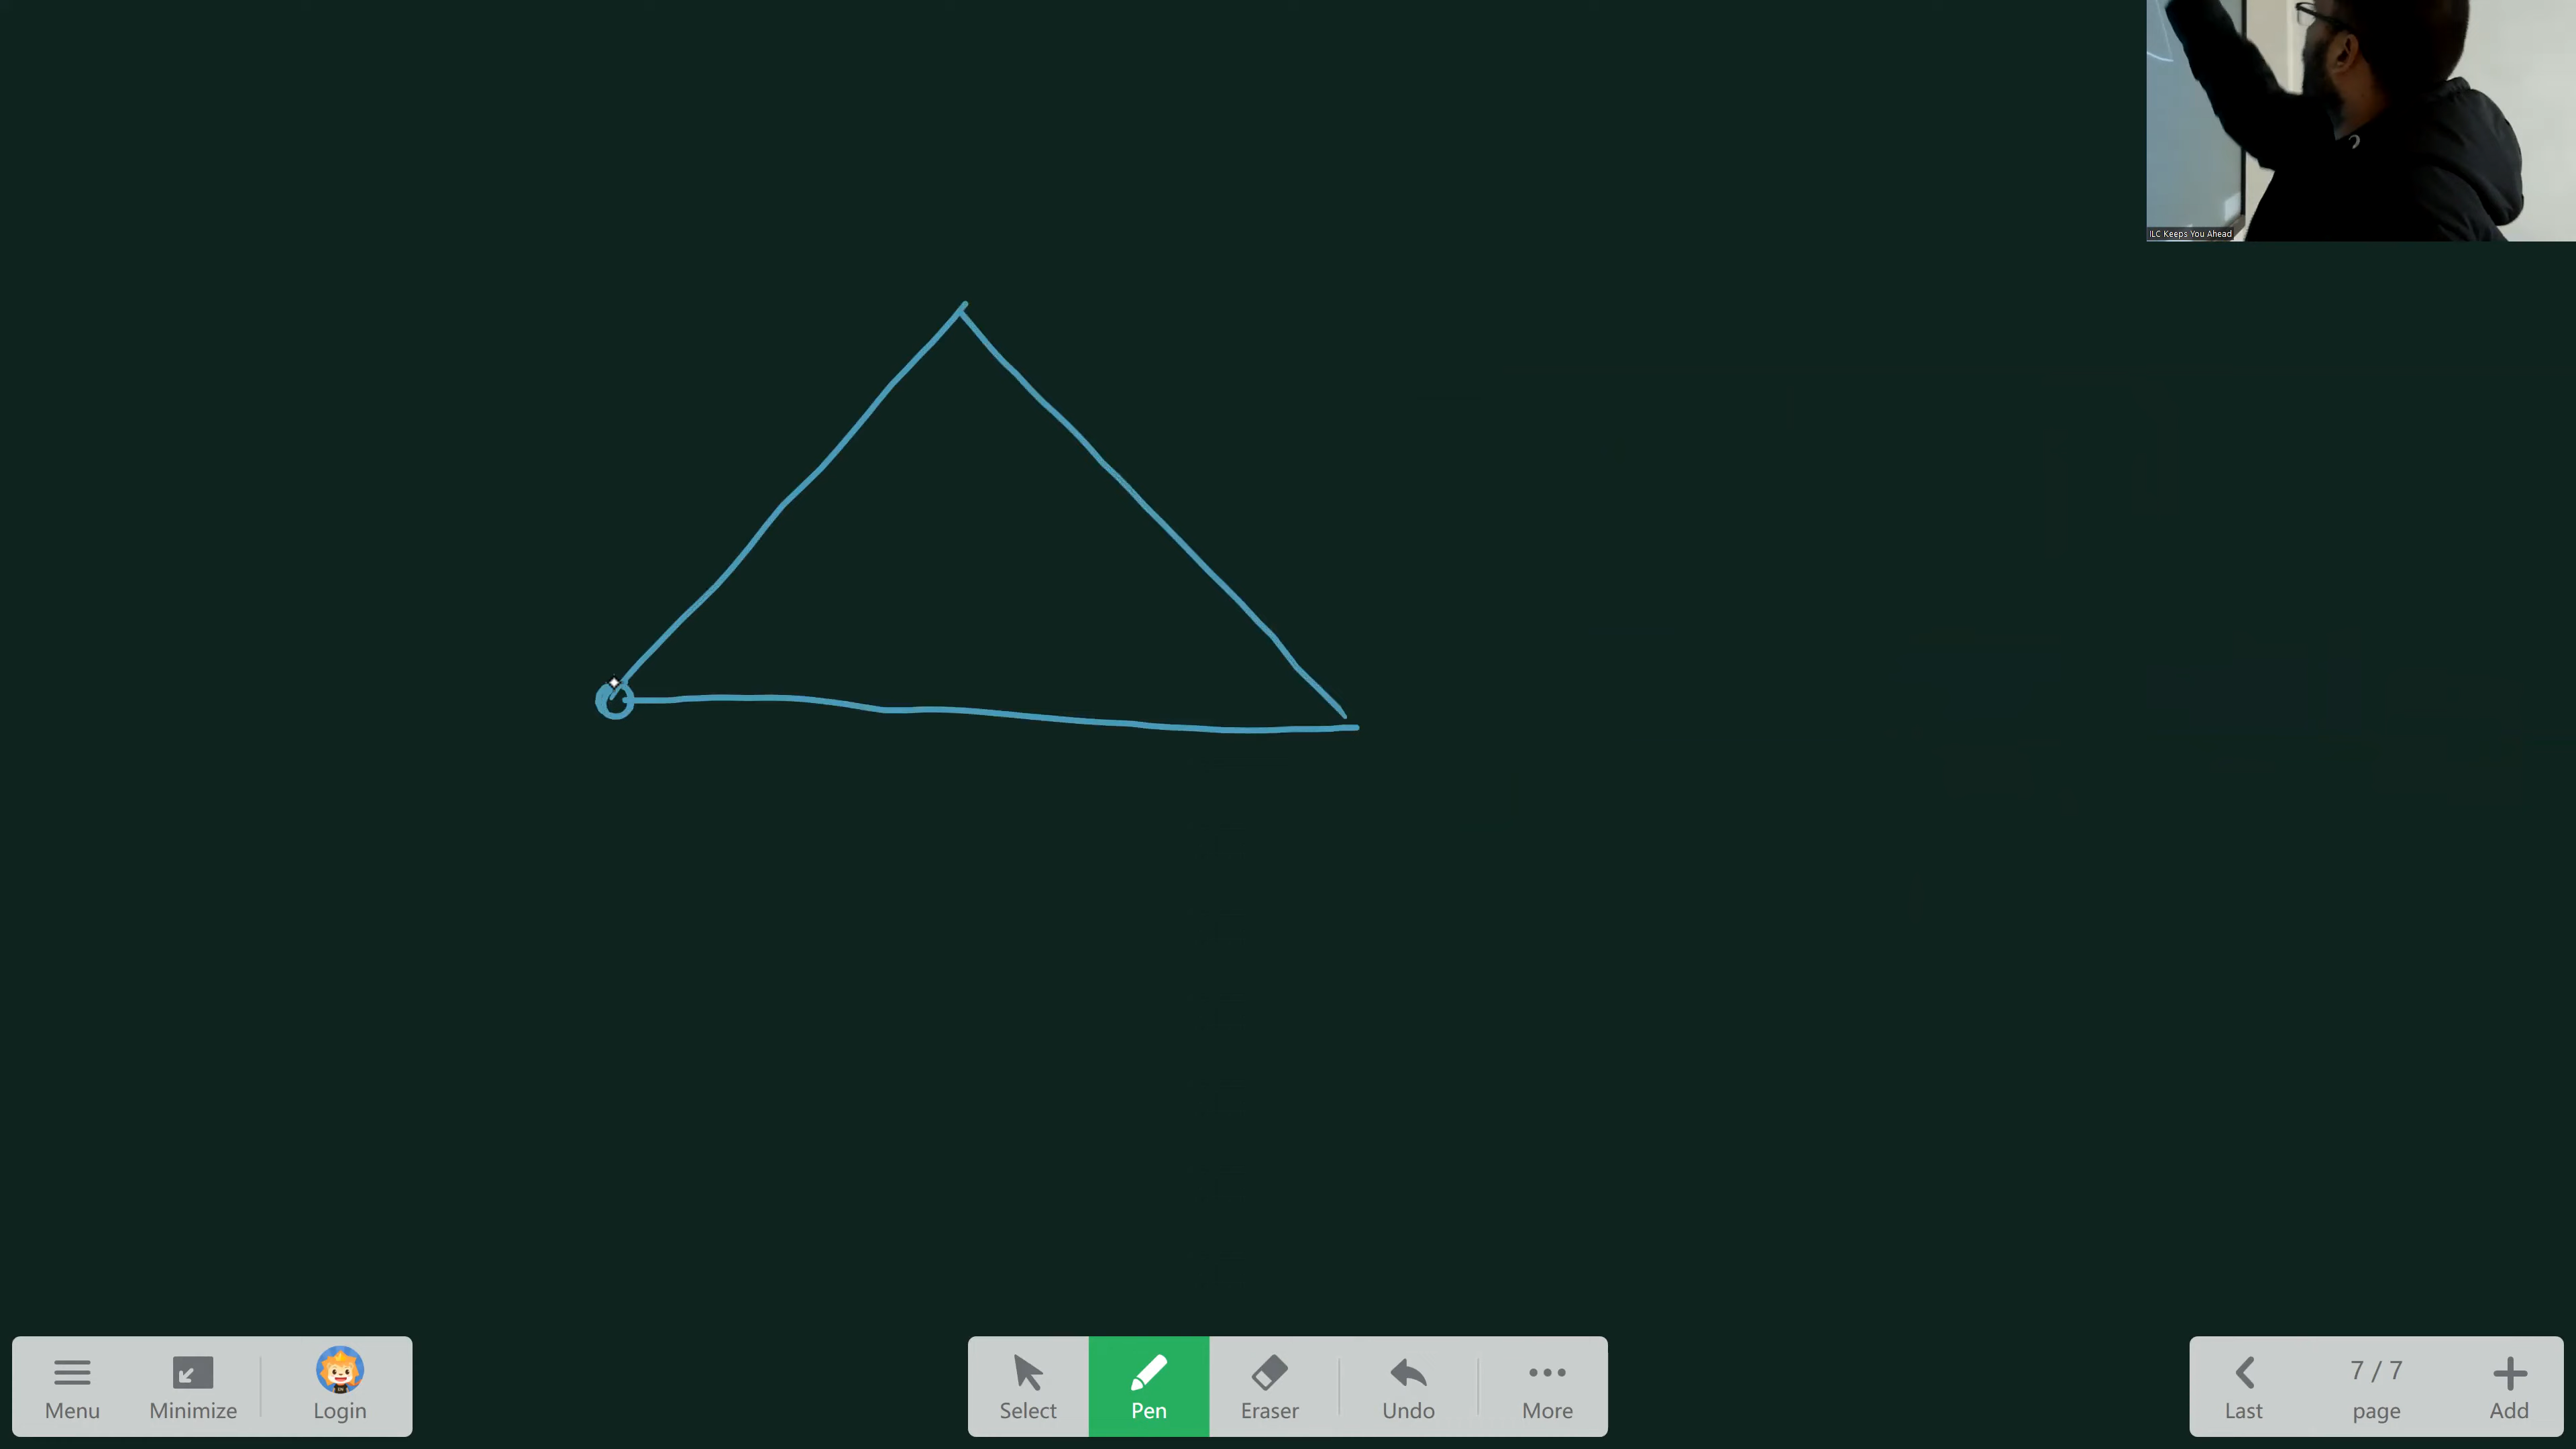 ILC Keeps You Ahead
Menu Minimize Login Select Pen Eraser Undo More Last 7 / 7 page Add